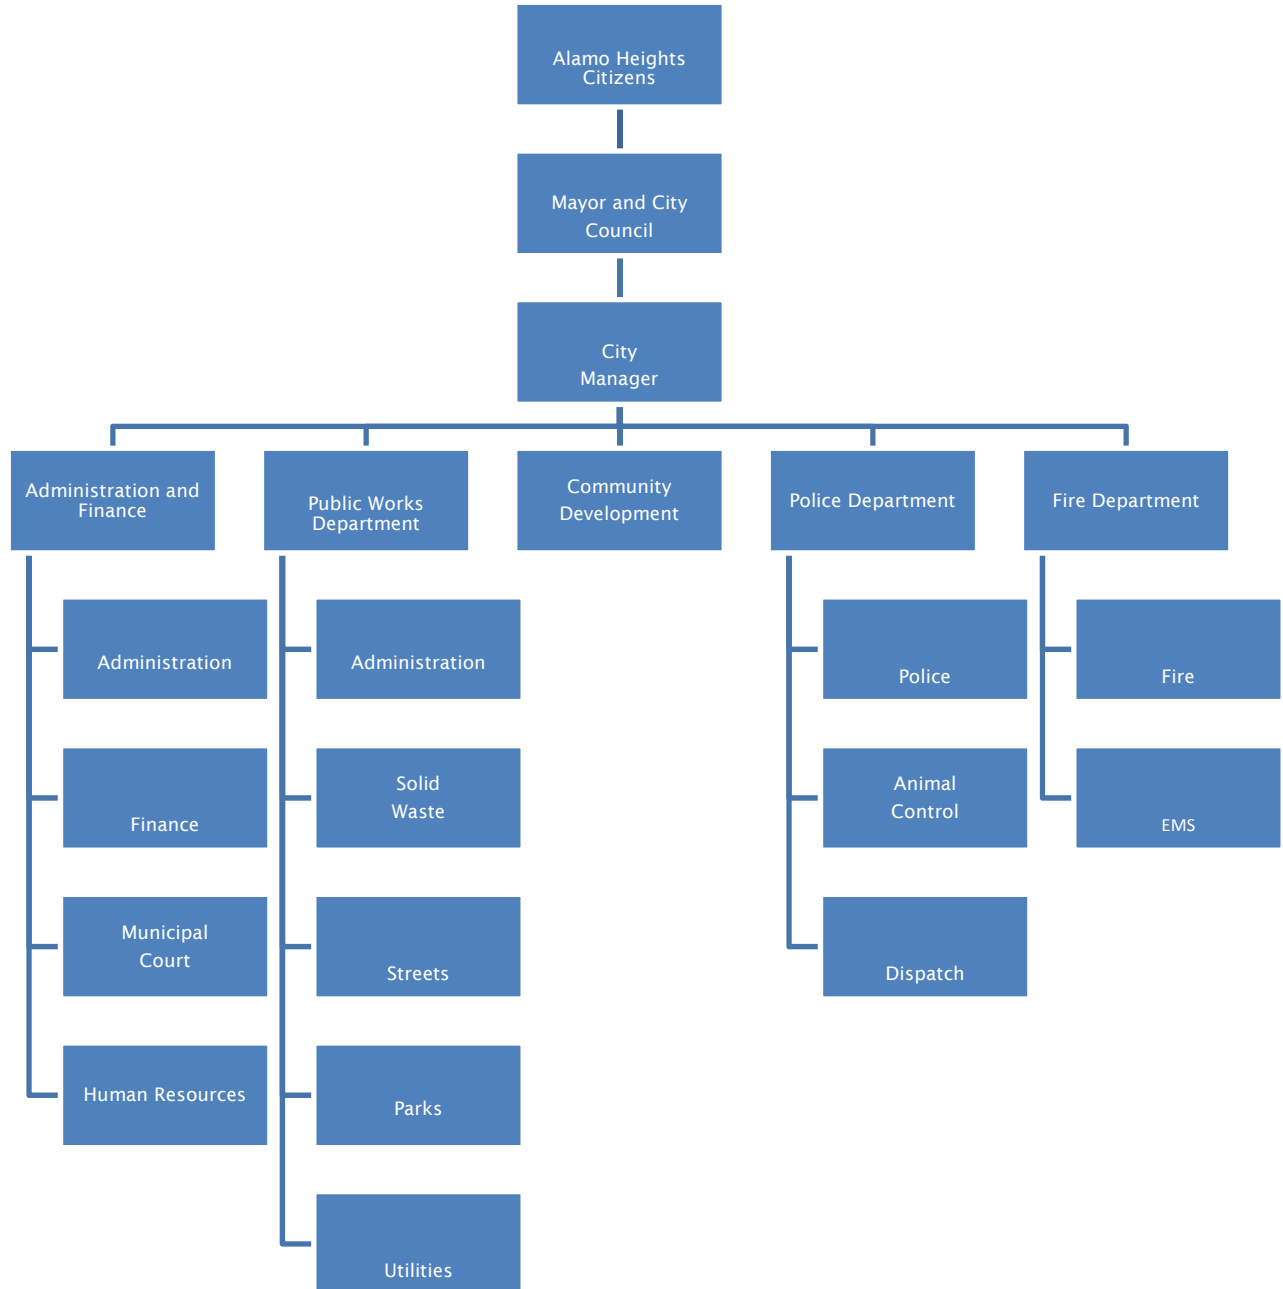 Alamo Heights
Citizens
Mayor and City
Council
City
Manager
Administration and
Finance
Public Works
Department
Community
Development
Police Department
Fire Department
Administration
Administration
Police
Fire
Finance
Solid
Waste
Animal
Control
EMS
Municipal
Court
Streets
Dispatch
Human Resources
Parks
Utilities